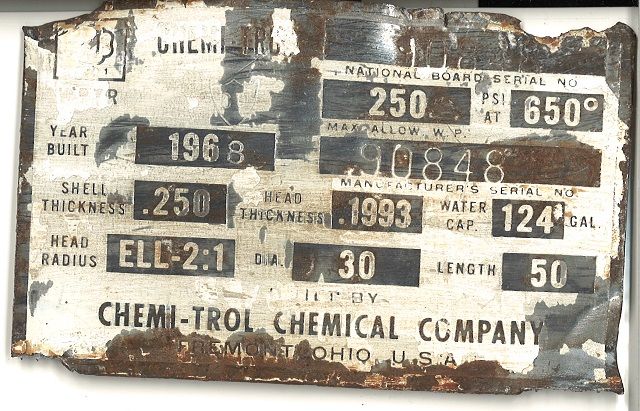 CHEMI-TROL
NATIONAL BOARD SERIAL NO.
250 PSI AT 650°
MAX. ALLOW. W. P.
YEAR BUILT 1968
90848
MANUFACTURER'S SERIAL NO.
SHELL THICKNESS .250 HEAD THICKNESS .1993 WATER CAP. 124 GAL.
HEAD RADIUS ELL-2:1 DIA. 30 LENGTH 50
BUILT BY
CHEMI-TROL CHEMICAL COMPANY
FREMONT, OHIO, U.S.A.